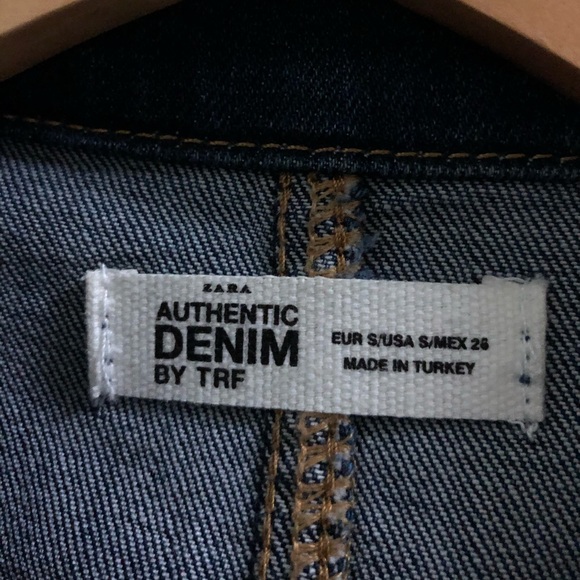 ZARA
AUTHENTIC
DENIM
BY TRF
EUR S/USA S/MEX 26
MADE IN TURKEY